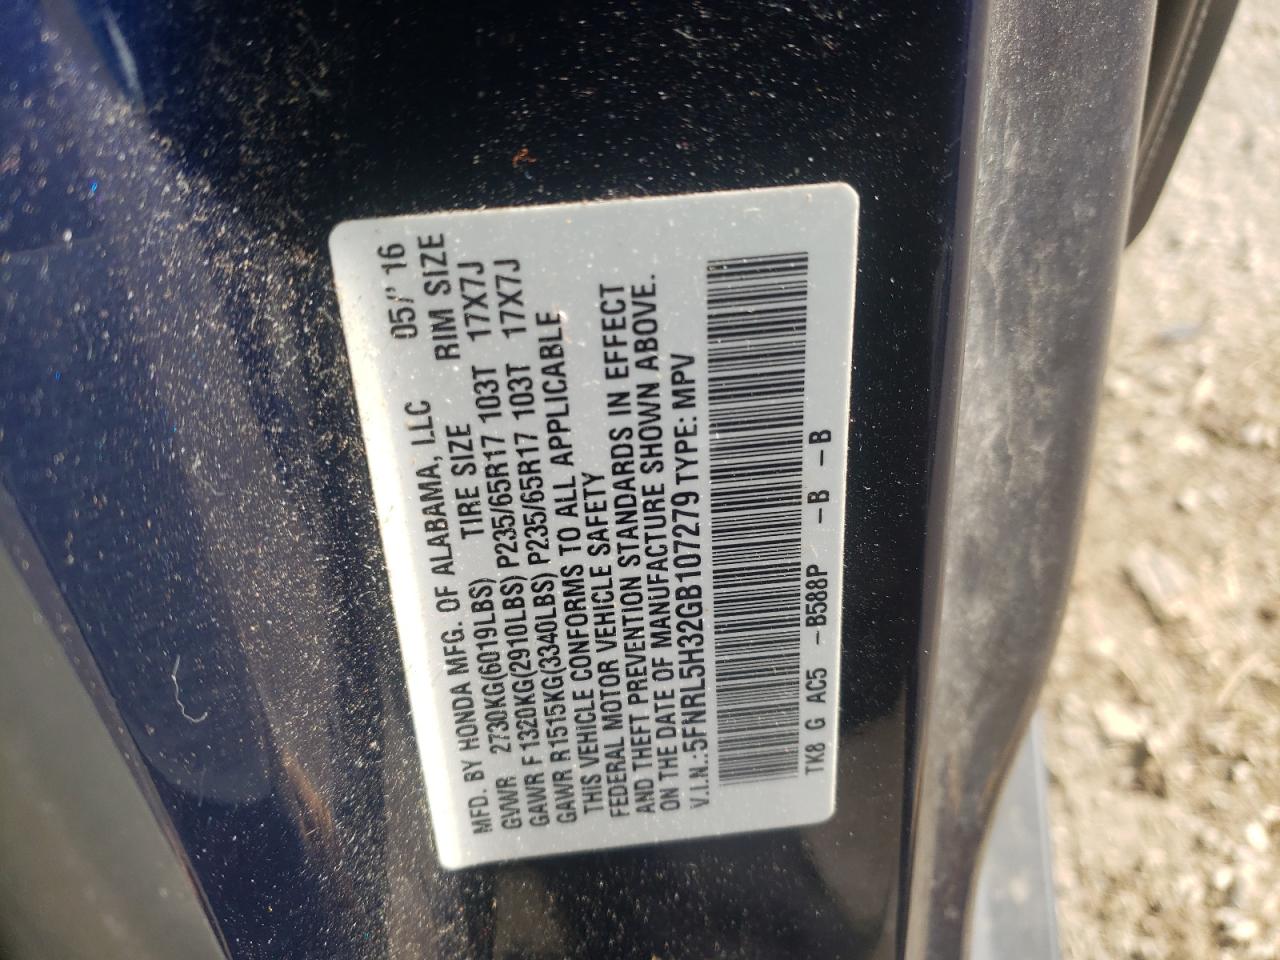 MFD. BY HONDA MFG. OF ALABAMA, LLC 05/'16
GVWR 2730KG(6019LBS) TIRE SIZE RIM SIZE
GAWR F 1320KG(2910LBS) P235/65R17 103T 17X7J
GAWR R 1515KG(3340LBS) P235/65R17 103T 17X7J
THIS VEHICLE CONFORMS TO ALL APPLICABLE
FEDERAL MOTOR VEHICLE SAFETY
AND THEFT PREVENTION STANDARDS IN EFFECT
ON THE DATE OF MANUFACTURE SHOWN ABOVE.
V.I.N.:5FNRL5H32GB107279 TYPE: MPV
TK8 G AC5 -B588P -B -B